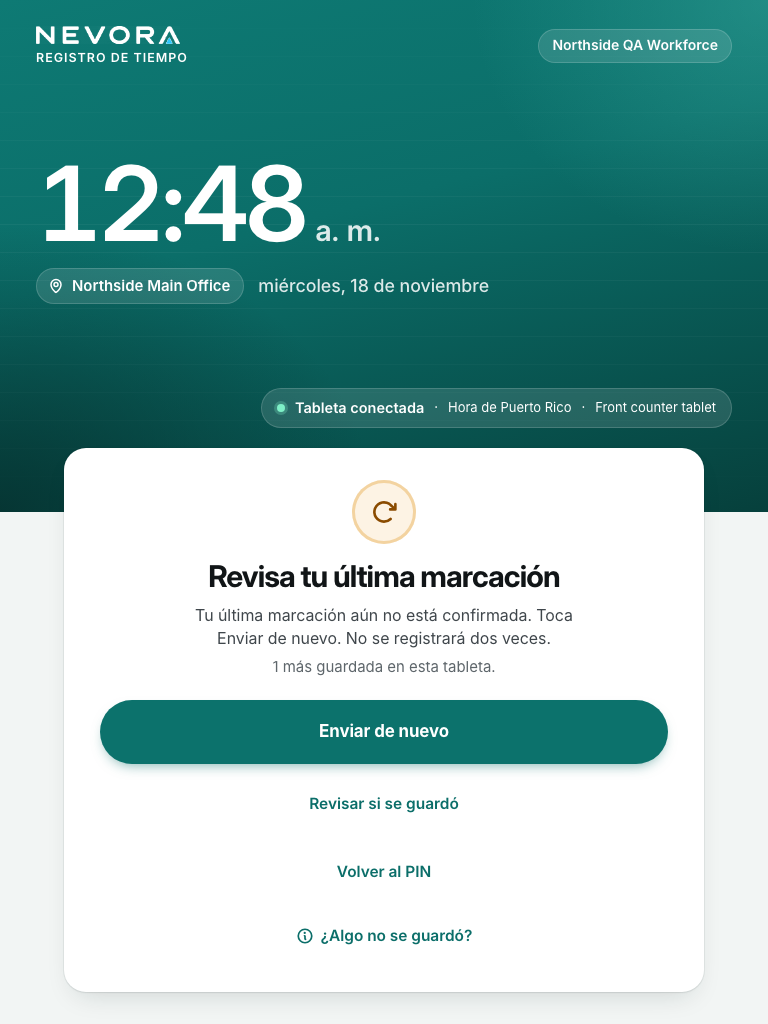 NEVORA
REGISTRO DE TIEMPO
Northside QA Workforce
12:48 a. m.
Northside Main Office
miércoles, 18 de noviembre
Tableta conectada · Hora de Puerto Rico · Front counter tablet
Revisa tu última marcación
Tu última marcación aún no está confirmada. Toca
Enviar de nuevo. No se registrará dos veces.
1 más guardada en esta tableta.
Enviar de nuevo
Revisar si se guardó
Volver al PIN
¿Algo no se guardó?